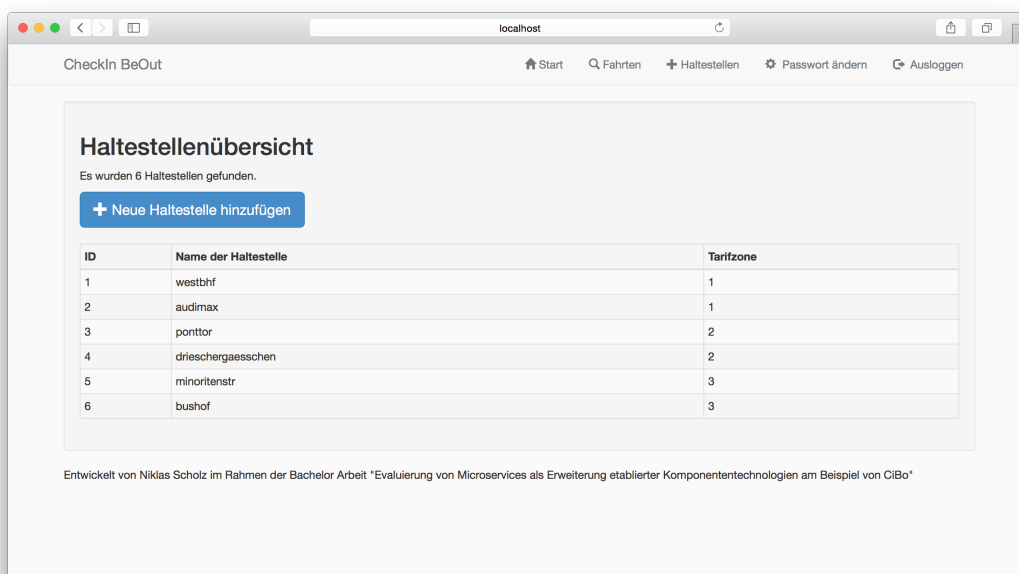 localhost
CheckIn BeOut
Start Fahrten Haltestellen Passwort ändern Ausloggen
Haltestellenübersicht
Es wurden 6 Haltestellen gefunden.
Neue Haltestelle hinzufügen
ID Name der Haltestelle Tarifzone
1 westbhf 1
2 audimax 1
3 ponttor 2
4 drieschergaesschen 2
5 minoritenstr 3
6 bushof 3
Entwickelt von Niklas Scholz im Rahmen der Bachelor Arbeit "Evaluierung von Microservices als Erweiterung etablierter Komponententechnologien am Beispiel von CiBo"